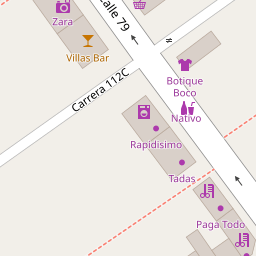 Calle 79
Zara
Villas Bar
Carrera 112C
Botique
Boco
Nativo
Rapidisimo
Tadas
Paga Todo